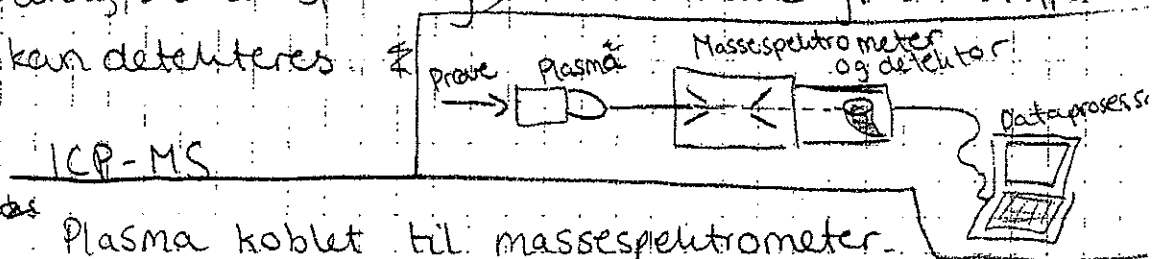 kan detekteres.
Prøve
Plasma
Massespektrometer
og detektor
Dataprosess
ICP-MS
Plasma koblet til massespektrometer.